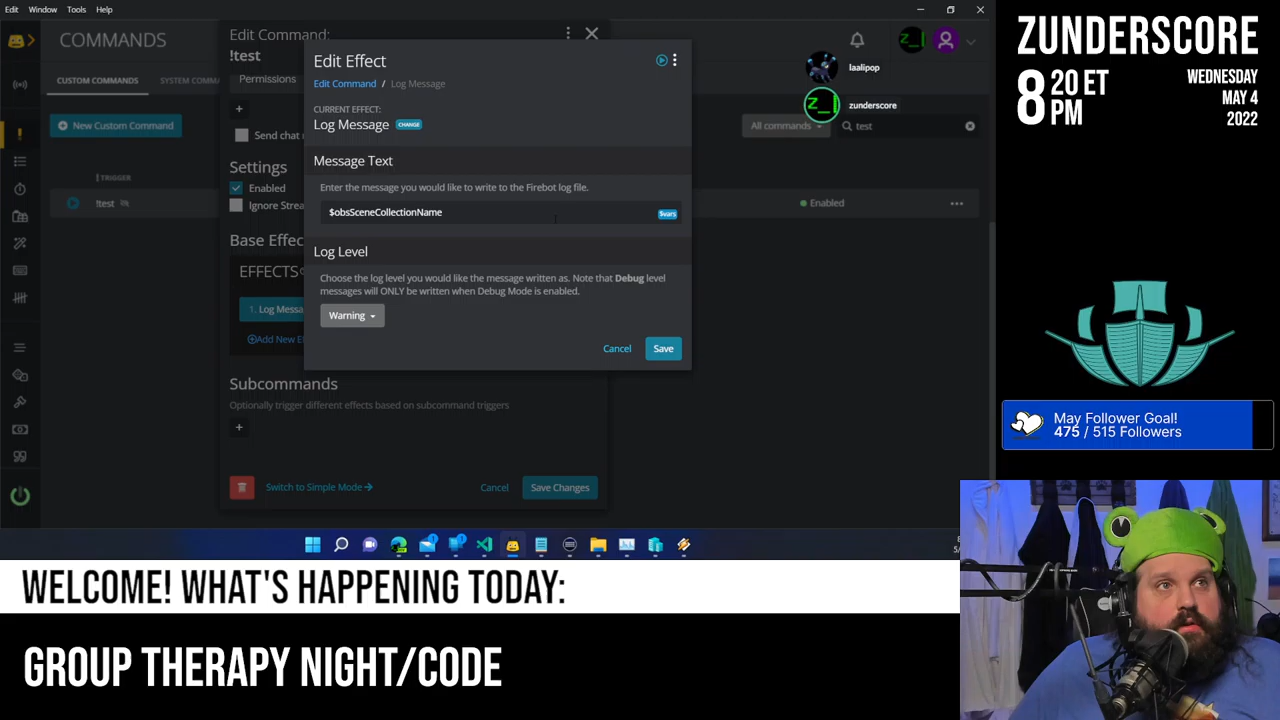 Edit Window Tools Help
COMMANDS
CUSTOM COMMANDS
SYSTEM COMMA
New Custom Command
TRIGGER
!test
Edit Command:
!test
Permissions
Send chat
Settings
Enabled
Ignore Strea
Base Effec
EFFECTS
1. Log Messa
Add New E
Subcommands
Optionally trigger different effects based on subcommand triggers
Switch to Simple Mode
Cancel
Save Changes
Edit Effect
Edit Command / Log Message
CURRENT EFFECT:
Log Message CHANGE
Message Text
Enter the message you would like to write to the Firebot log file.
$obsSceneCollectionName
$vars
Log Level
Choose the log level you would like the message written as. Note that Debug level
messages will ONLY be written when Debug Mode is enabled.
Warning
Cancel
Save
All commands
test
Enabled
laalipop
z_| zunderscore
ZUNDERSCORE
8 20 ET
PM
WEDNESDAY
MAY 4
2022
May Follower Goal!
475 / 515 Followers
WELCOME! WHAT'S HAPPENING TODAY:
GROUP THERAPY NIGHT/CODE